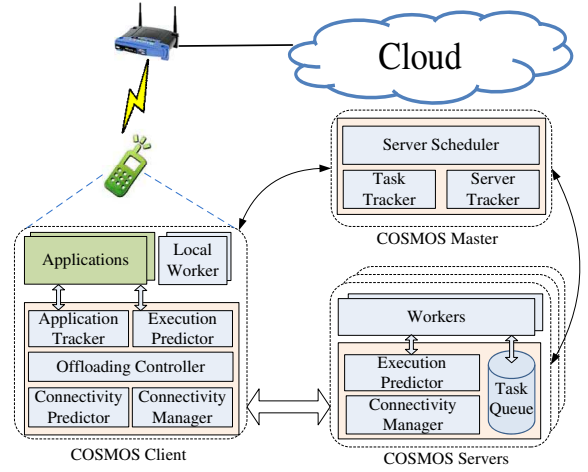 Cloud
Server Scheduler
Task
Tracker
Server
Tracker
COSMOS Master
Applications
Local
Worker
Application
Tracker
Execution
Predictor
Offloading Controller
Connectivity
Predictor
Connectivity
Manager
COSMOS Client
Workers
Execution
Predictor
Connectivity
Manager
Task
Queue
COSMOS Servers